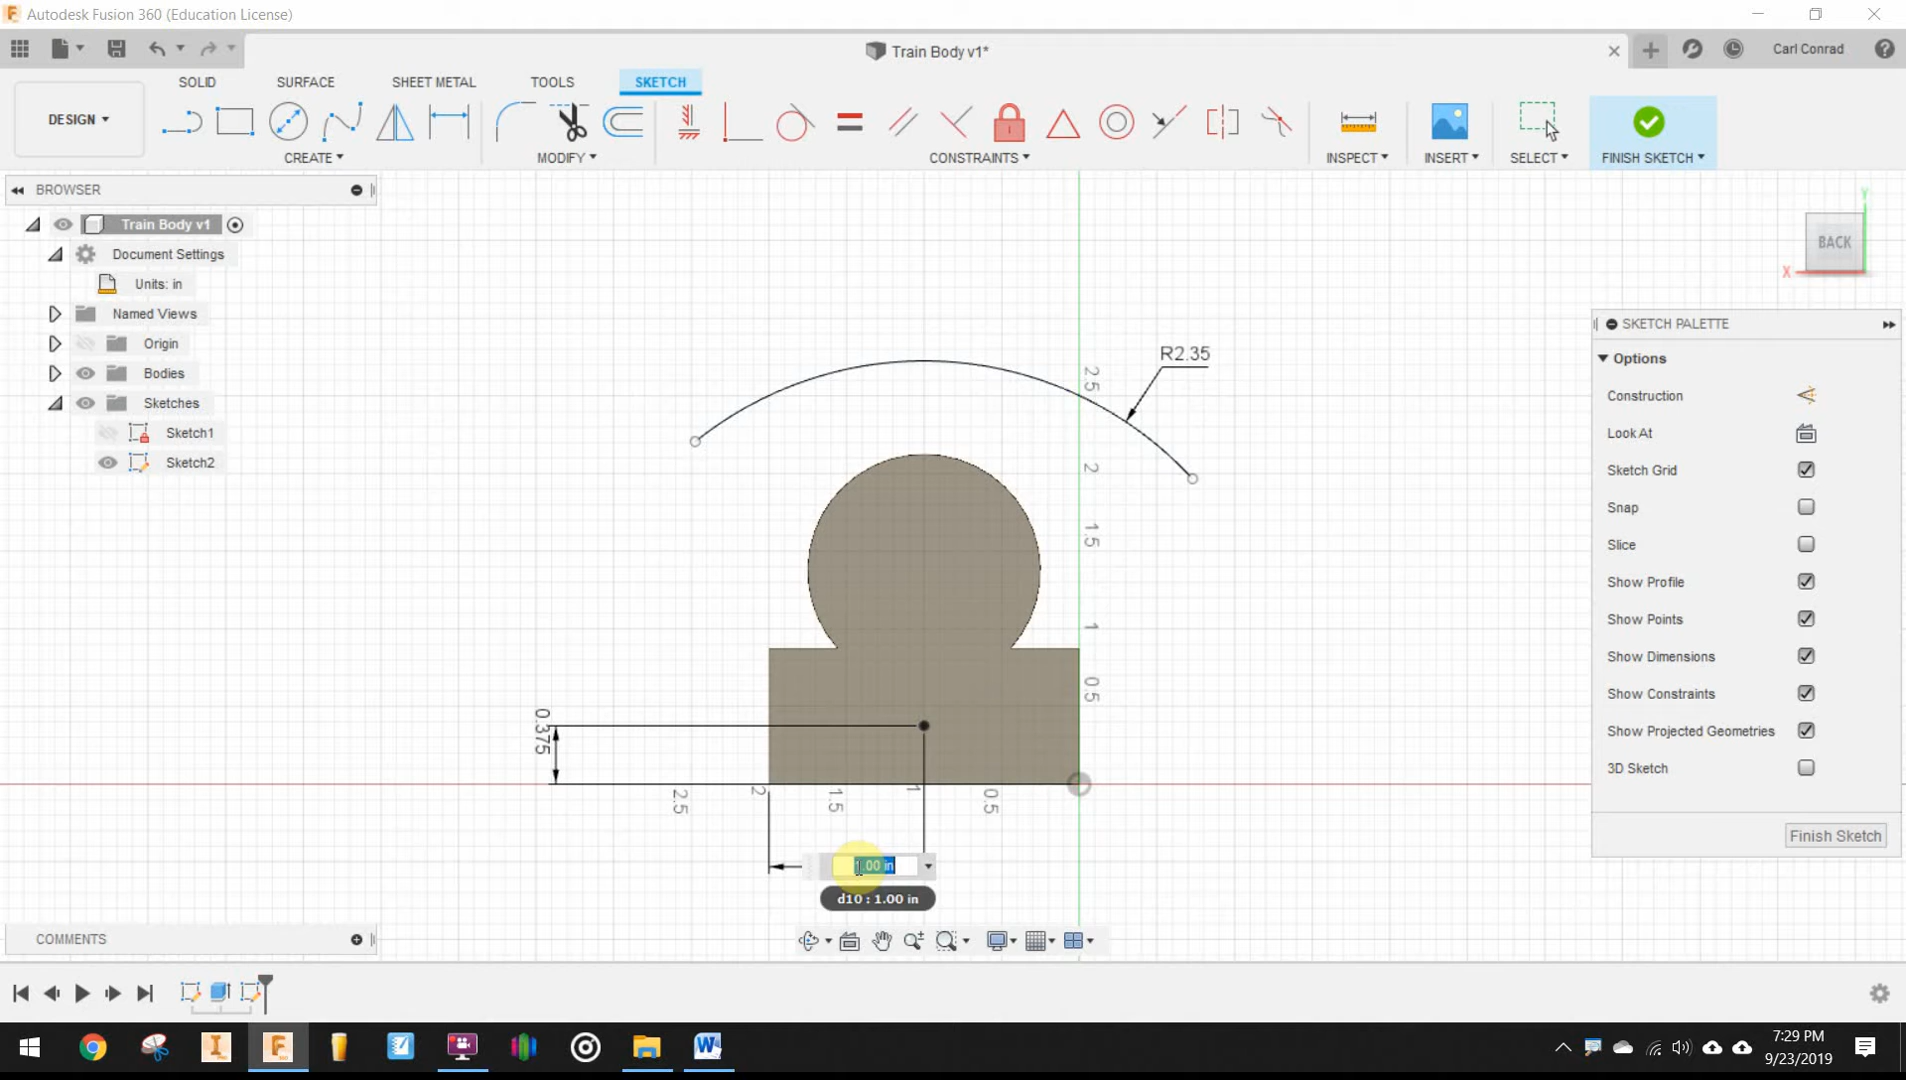 Autodesk Fusion 360 (Education License)
Train Body v1*
Carl Conrad
SOLID SURFACE SHEET METAL TOOLS SKETCH
DESIGN
CREATE MODIFY CONSTRAINTS INSPECT INSERT SELECT FINISH SKETCH
BROWSER
Train Body v1
Document Settings
Units: in
Named Views
Origin
Bodies
Sketches
Sketch1
Sketch2
Y
BACK
X
SKETCH PALETTE
Options
Construction
Look At
Sketch Grid
Snap
Slice
Show Profile
Show Points
Show Dimensions
Show Constraints
Show Projected Geometries
3D Sketch
Finish Sketch
R2.35
2.5
2
1.5
1
0.5
0.375
2.5 2 1.5 1 0.5
1.00 in
d10 : 1.00 in
COMMENTS
7:29 PM
9/23/2019